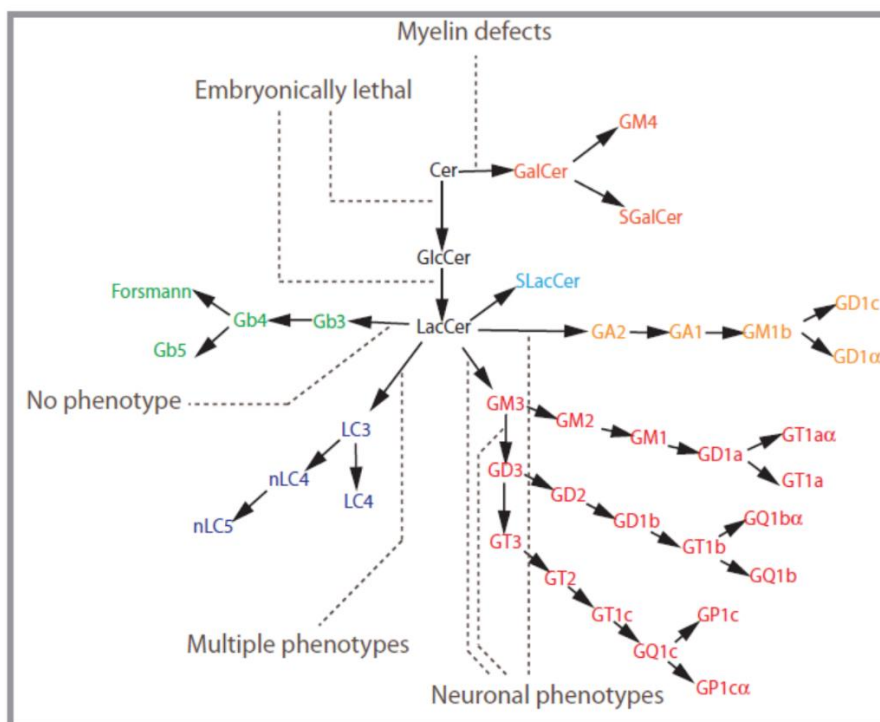 Myelin defects
Embryonically lethal
GM4
Cer
GalCer
SGalCer
GlcCer
SLacCer
Forsmann
Gb4
Gb3
Gb5
LacCer
GA2
GA1
GM1b
GD1c
GD1α
No phenotype
GM3
GM2
GM1
GD1a
GT1aα
GT1a
LC3
nLC4
LC4
nLC5
GD3
GD2
GD1b
GT1b
GQ1bα
GQ1b
GT3
GT2
GT1c
GQ1c
GP1c
GP1cα
Multiple phenotypes
Neuronal phenotypes